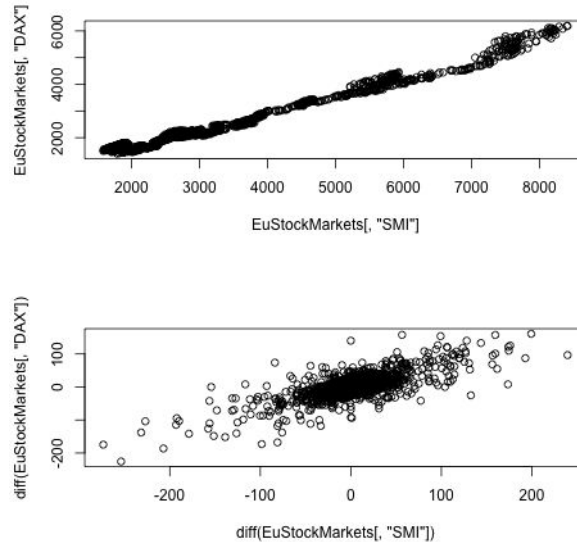 EuStockMarkets[, "DAX"]
6000
4000
2000
2000 3000 4000 5000 6000 7000 8000
EuStockMarkets[, "SMI"]
diff(EuStockMarkets[, "DAX"])
100
0
-200
-200 -100 0 100 200
diff(EuStockMarkets[, "SMI"])